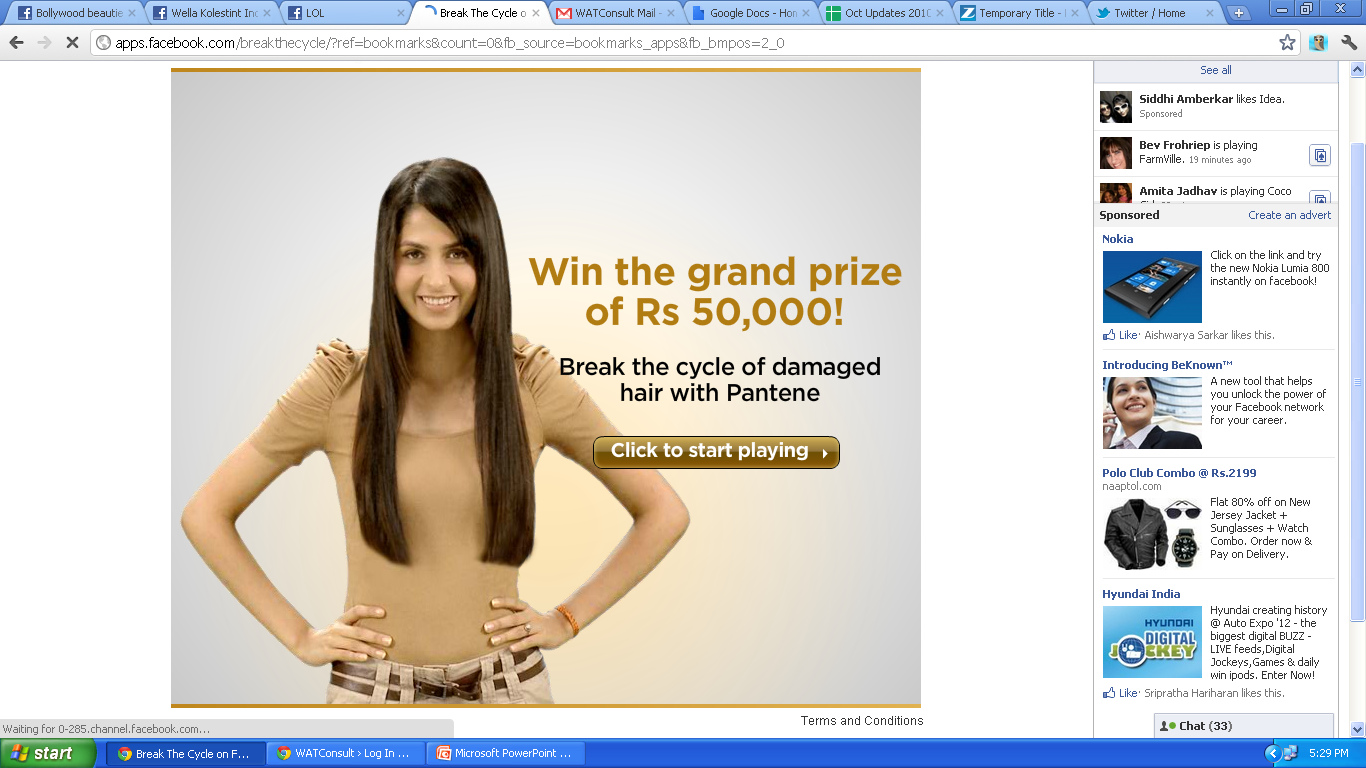 Bollywood beautie
Wella Kolestint Inc
LOL
Break The Cycle o
WATConsult Mail -
Google Docs - Hom
Oct Updates 2010
Temporary Title -
Twitter / Home
apps.facebook.com/breakthecycle/?ref=bookmarks&count=0&fb_source=bookmarks_apps&fb_bmpos=2_0
Win the grand prize
of Rs 50,000!
Break the cycle of damaged
hair with Pantene
Click to start playing
Terms and Conditions
See all
Siddhi Amberkar likes Idea.
Sponsored
Bev Frohriep is playing
FarmVille. 19 minutes ago
Amita Jadhav is playing Coco
Sponsored
Create an advert
Nokia
Click on the link and try
the new Nokia Lumia 800
instantly on facebook!
Like · Aishwarya Sarkar likes this.
Introducing BeKnown™
A new tool that helps
you unlock the power of
your Facebook network
for your career.
Polo Club Combo @ Rs.2199
naaptol.com
Flat 80% off on New
Jersey Jacket +
Sunglasses + Watch
Combo. Order now &
Pay on Delivery.
Hyundai India
HYUNDAI
DIGITAL
JOCKEY
Hyundai creating history
@ Auto Expo '12 - the
biggest digital BUZZ -
LIVE feeds,Digital
Jockeys,Games & daily
win ipods. Enter Now!
Like · Sripratha Hariharan likes this.
Chat (33)
Waiting for 0-285.channel.facebook.com...
start
Break The Cycle on F...
WATConsult › Log In ...
Microsoft PowerPoint ...
5:29 PM